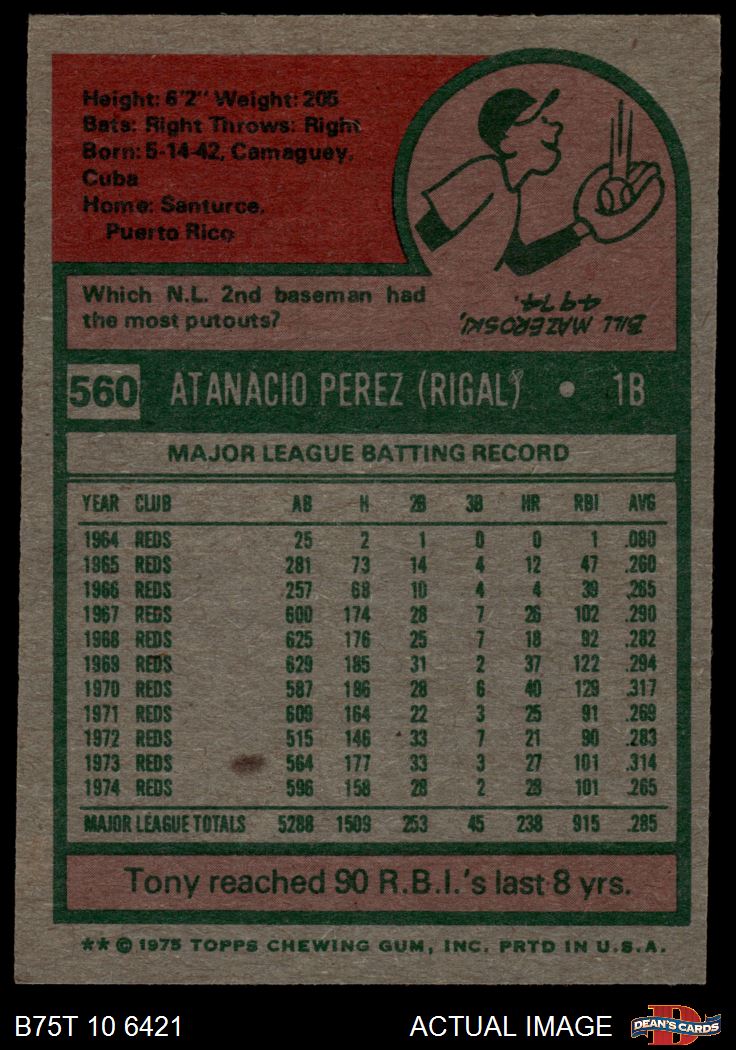 Height: 6'2" Weight: 205
Bats: Right Throws: Right
Born: 5-14-42, Camaguey,
Cuba
Home: Santurce,
Puerto Rico
Which N.L. 2nd baseman had
the most putouts?
BILL MAZEROSKI,
4974.
560 ATANACIO PEREZ (RIGAL) • 1B
MAJOR LEAGUE BATTING RECORD
YEAR CLUB AB H 2B 3B HR RBI AVG
1964 REDS 25 2 1 0 0 1 .080
1965 REDS 281 73 14 4 12 47 .260
1966 REDS 257 68 10 4 4 39 .265
1967 REDS 600 174 28 7 26 102 .290
1968 REDS 625 176 25 7 18 92 .282
1969 REDS 629 185 31 2 37 122 .294
1970 REDS 587 186 28 6 40 129 .317
1971 REDS 609 164 22 3 25 91 .269
1972 REDS 515 146 33 7 21 90 .283
1973 REDS 564 177 33 3 27 101 .314
1974 REDS 596 158 28 2 28 101 .265
MAJOR LEAGUE TOTALS 5288 1509 253 45 238 915 .285
Tony reached 90 R.B.I.'s last 8 yrs.
** © 1975 TOPPS CHEWING GUM, INC. PRTD IN U.S.A.
B75T 10 6421 ACTUAL IMAGE
D
DEAN'S CARDS